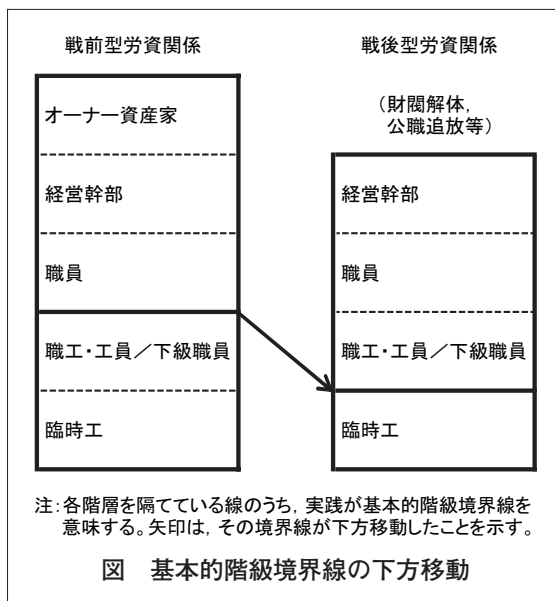 戦前型労資関係
戦後型労資関係
オーナー資産家
経営幹部
職員
職工・工員／下級職員
臨時工
（財閥解体，
公職追放等）
経営幹部
職員
職工・工員／下級職員
臨時工
注：各階層を隔てている線のうち，実践が基本的階級境界線を
意味する。矢印は，その境界線が下方移動したことを示す。
図　基本的階級境界線の下方移動